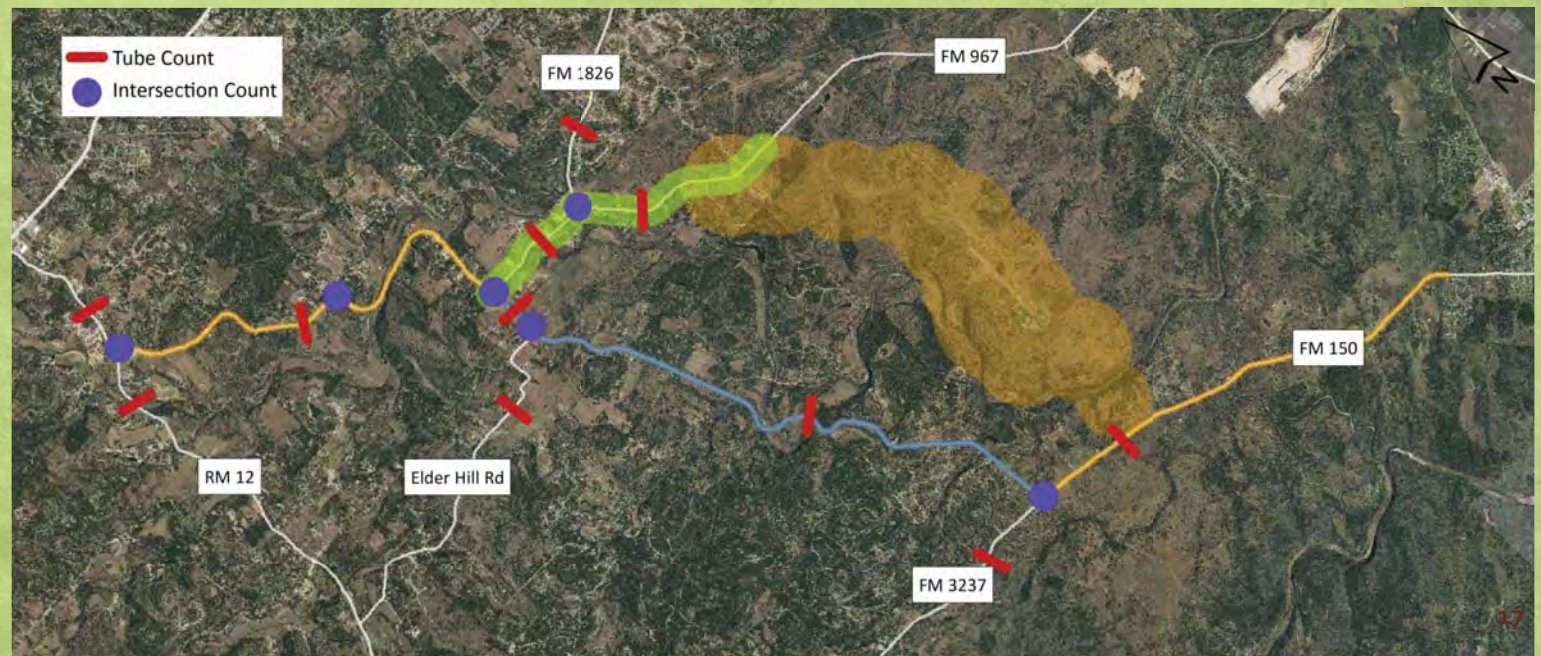 Tube Count
Intersection Count
FM 1826
FM 967
N
FM 150
RM 12
Elder Hill Rd
FM 3237
17